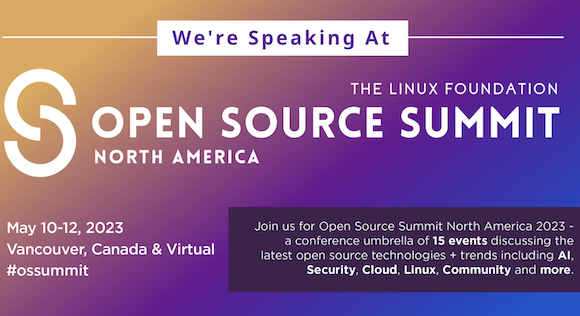 We're Speaking At
THE LINUX FOUNDATION
OPEN SOURCE SUMMIT
NORTH AMERICA
May 10-12, 2023
Vancouver, Canada & Virtual
#ossummit
Join us for Open Source Summit North America 2023 -
a conference umbrella of 15 events discussing the
latest open source technologies + trends including AI,
Security, Cloud, Linux, Community and more.